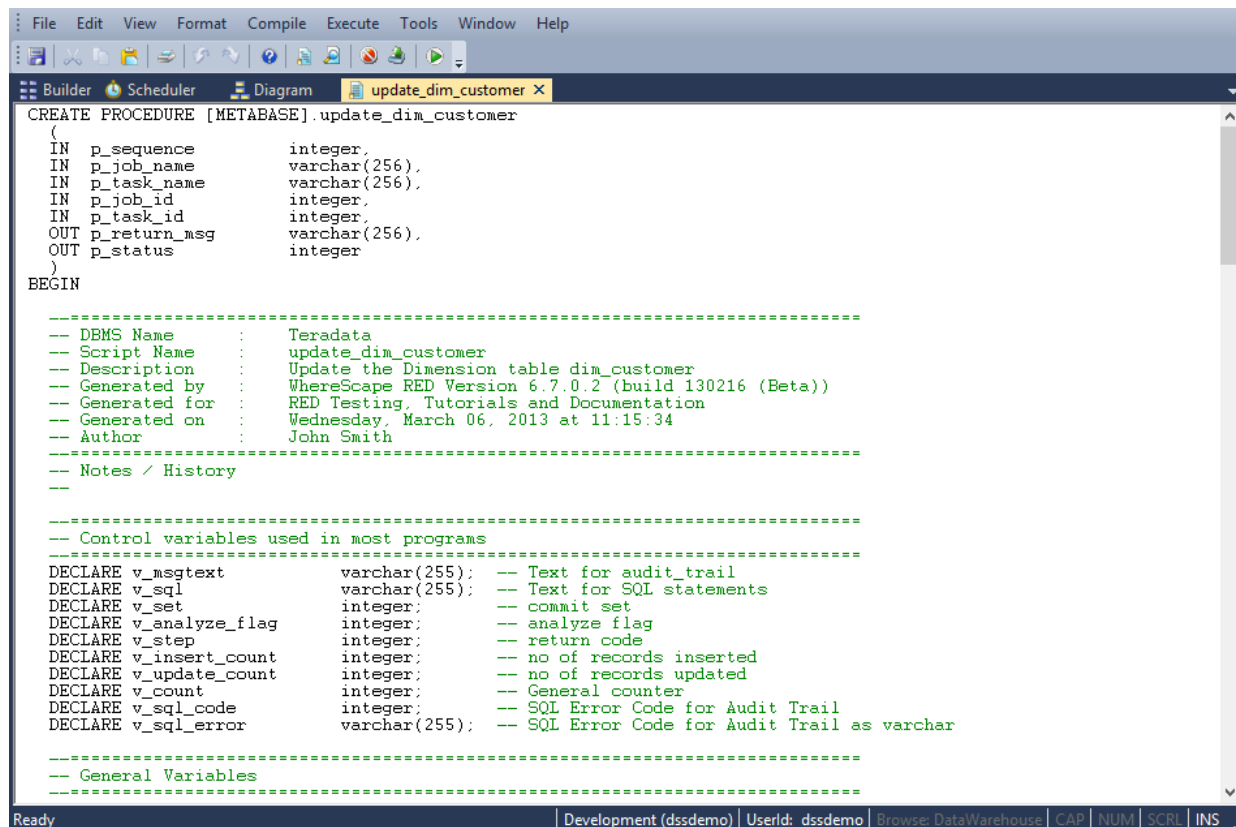 File Edit View Format Compile Execute Tools Window Help
Builder Scheduler Diagram update_dim_customer X
CREATE PROCEDURE [METABASE].update_dim_customer
(
IN p_sequence integer,
IN p_job_name varchar(256),
IN p_task_name varchar(256),
IN p_job_id integer,
IN p_task_id integer,
OUT p_return_msg varchar(256),
OUT p_status integer
)
BEGIN
--==========================================================================
-- DBMS Name : Teradata
-- Script Name : update_dim_customer
-- Description : Update the Dimension table dim_customer
-- Generated by : WhereScape RED Version 6.7.0.2 (build 130216 (Beta))
-- Generated for : RED Testing, Tutorials and Documentation
-- Generated on : Wednesday, March 06, 2013 at 11:15:34
-- Author : John Smith
--==========================================================================
-- Notes / History
--
--==========================================================================
-- Control variables used in most programs
--==========================================================================
DECLARE v_msgtext varchar(255); -- Text for audit_trail
DECLARE v_sql varchar(255); -- Text for SQL statements
DECLARE v_set integer; -- commit set
DECLARE v_analyze_flag integer; -- analyze flag
DECLARE v_step integer; -- return code
DECLARE v_insert_count integer; -- no of records inserted
DECLARE v_update_count integer; -- no of records updated
DECLARE v_count integer; -- General counter
DECLARE v_sql_code integer; -- SQL Error Code for Audit Trail
DECLARE v_sql_error varchar(255); -- SQL Error Code for Audit Trail as varchar
--==========================================================================
-- General Variables
--==========================================================================
Ready Development (dssdemo) UserId: dssdemo Browse: DataWarehouse CAP NUM SCRL INS